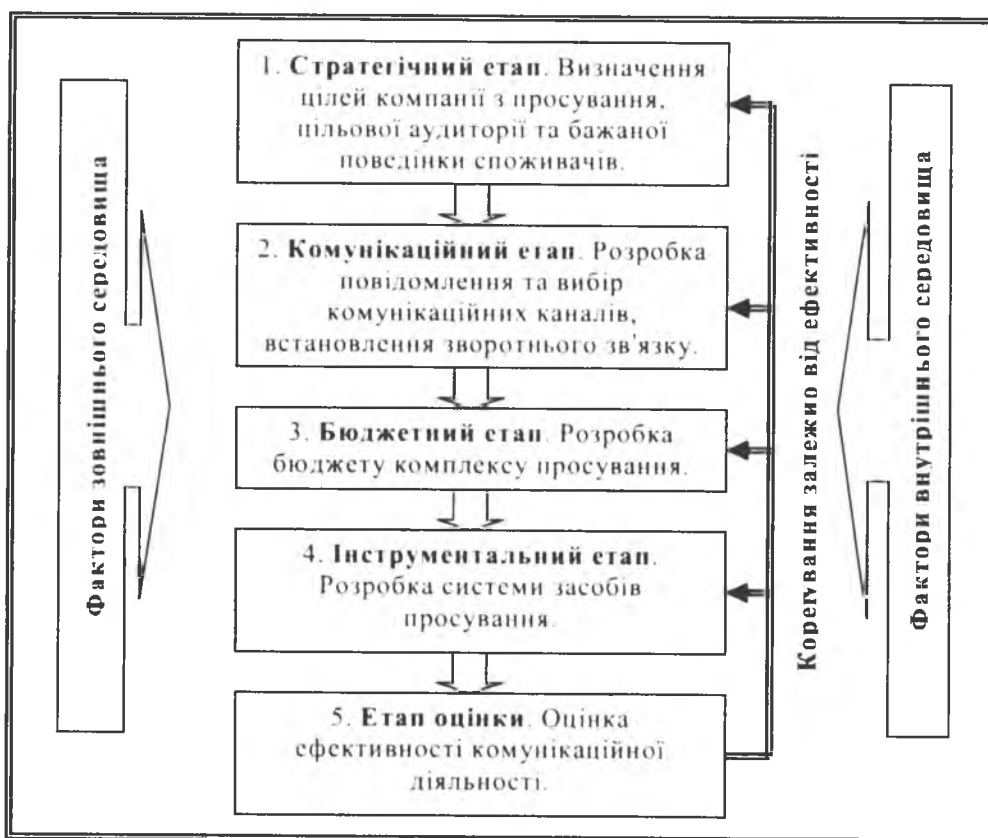 Фактори зовнішнього середовища
1. Стратегічний етап. Визначення
цілей компанії з просування,
цільової аудиторії та бажаної
поведінки споживачів.
2. Комунікаційний етап. Розробка
повідомлення та вибір
комунікаційних каналів,
встановлення зворотнього зв'язку.
3. Бюджетний етап. Розробка
бюджету комплексу просування.
4. Інструментальний етап.
Розробка системи засобів
просування.
5. Етап оцінки. Оцінка
ефективності комунікаційної
діяльності.
Корегування залежно від ефективності
Фактори внутрішнього середовища